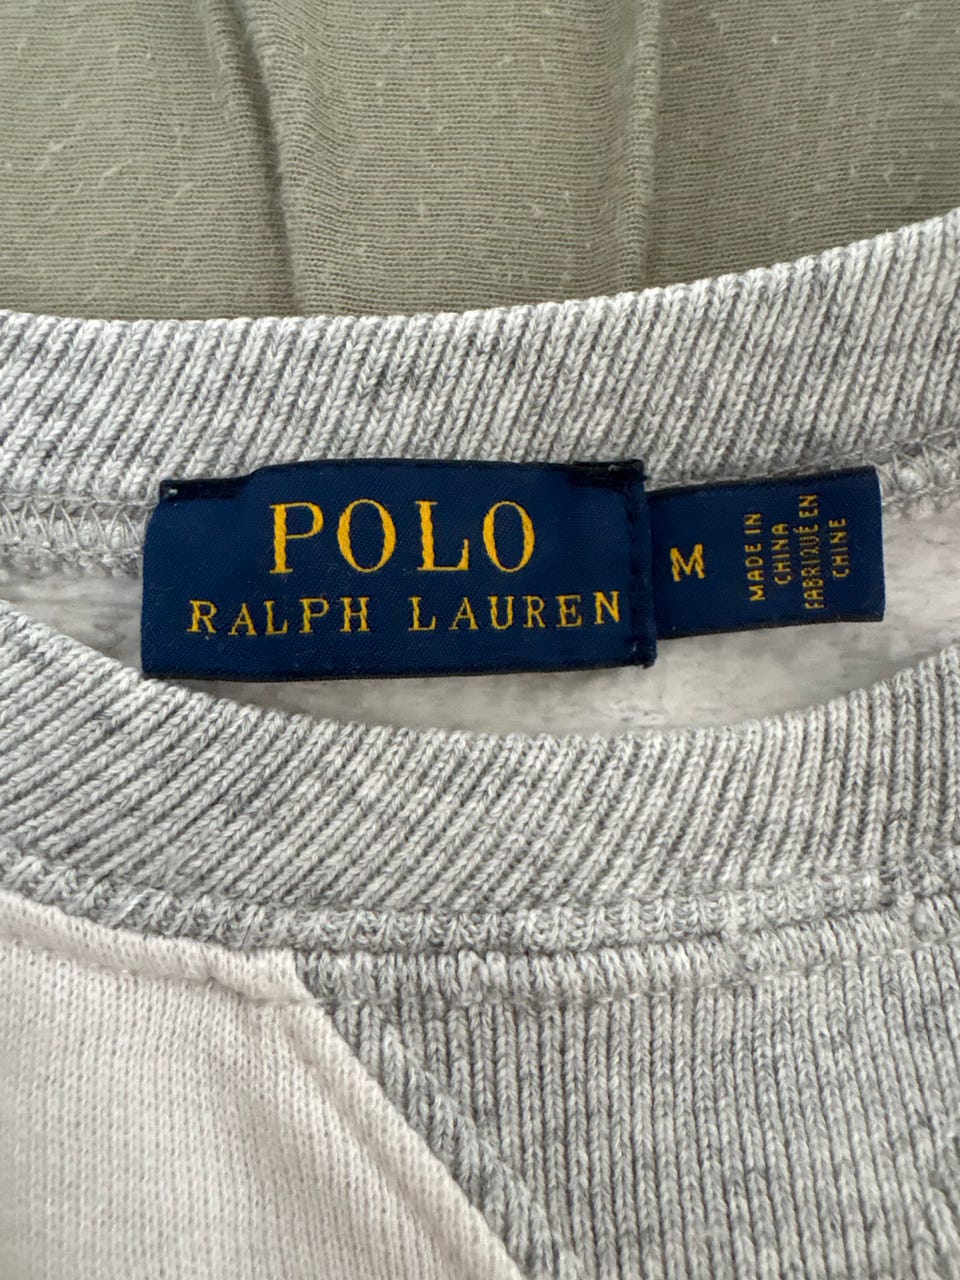 POLO
RALPH LAUREN
M
MADE IN
CHINA
FABRIQUÉ EN
CHINE